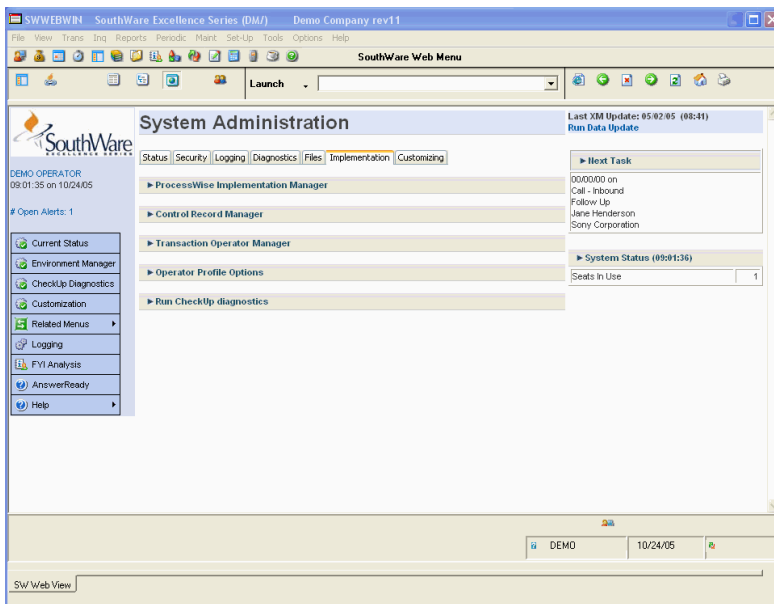 SWWEBWIN SouthWare Excellence Series (DM/) Demo Company rev11
File View Trans Inq Reports Periodic Maint Set-Up Tools Options Help
SouthWare Web Menu
Launch
SouthWare
EXCELLENCE SERIES
DEMO OPERATOR
09:01:35 on 10/24/05
# Open Alerts: 1
Current Status
Environment Manager
CheckUp Diagnostics
Customization
Related Menus
Logging
FYI Analysis
AnswerReady
Help
System Administration
Status Security Logging Diagnostics Files Implementation Customizing
ProcessWise Implementation Manager
Control Record Manager
Transaction Operator Manager
Operator Profile Options
Run CheckUp diagnostics
Last XM Update: 05/02/05 (08:41)
Run Data Update
Next Task
00/00/00 on
Call - Inbound
Follow Up
Jane Henderson
Sony Corporation
System Status (09:01:36)
Seats In Use 1
DEMO 10/24/05
SW Web View